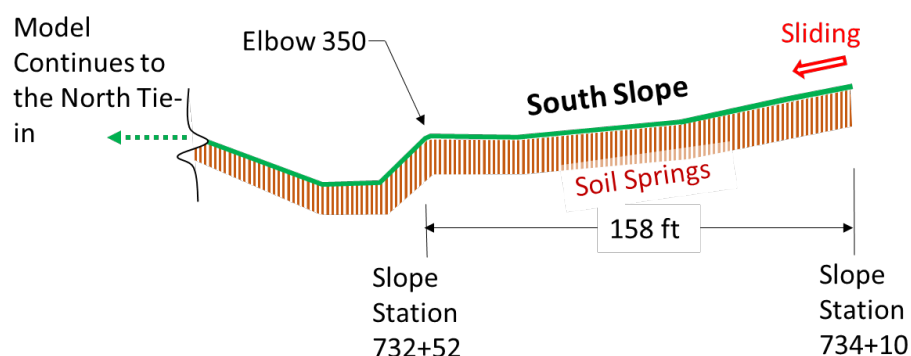 Model
Continues to
the North Tie-
in
Elbow 350
Sliding
South Slope
Soil Springs
158 ft
Slope
Station
732+52
Slope
Station
734+10